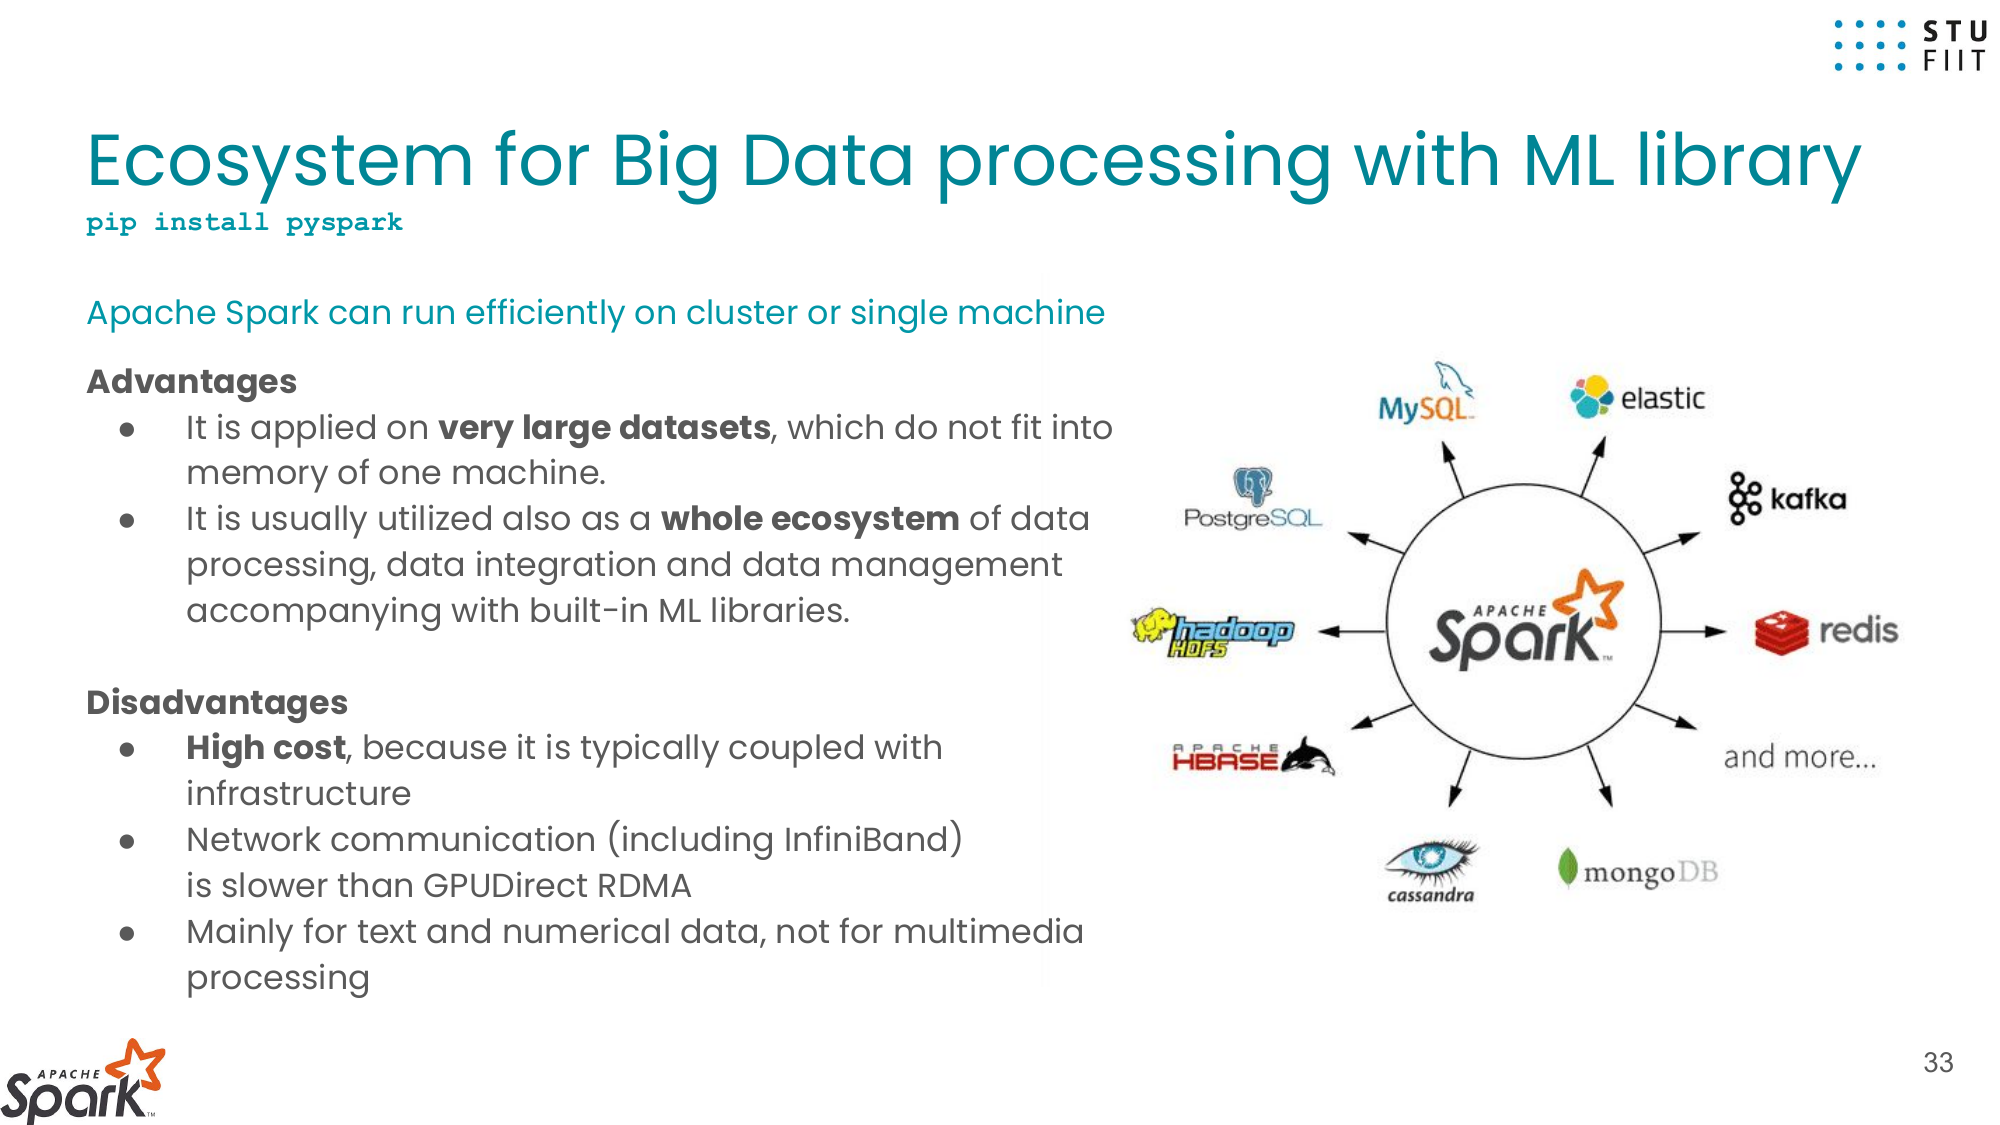 STU
FIIT
Ecosystem for Big Data processing with ML library
pip install pyspark
Apache Spark can run efficiently on cluster or single machine
Advantages
● It is applied on very large datasets, which do not fit into
memory of one machine.
● It is usually utilized also as a whole ecosystem of data
processing, data integration and data management
accompanying with built-in ML libraries.
Disadvantages
● High cost, because it is typically coupled with
infrastructure
● Network communication (including InfiniBand)
is slower than GPUDirect RDMA
● Mainly for text and numerical data, not for multimedia
processing
MySQL
elastic
PostgreSQL
kafka
hadoop
HDFS
APACHE
Spark™
redis
APACHE
HBASE
and more...
cassandra
mongoDB
APACHE
Spark™
33